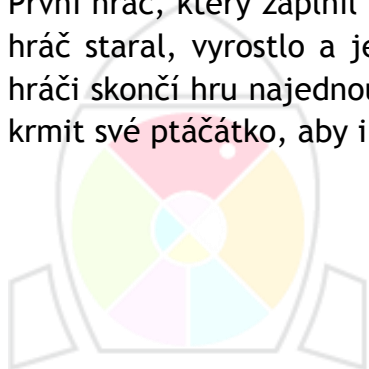 První hráč, který zaplnil
hráč staral, vyrostlo a je
hráči skončí hru najednou
krmit své ptáčátko, aby i